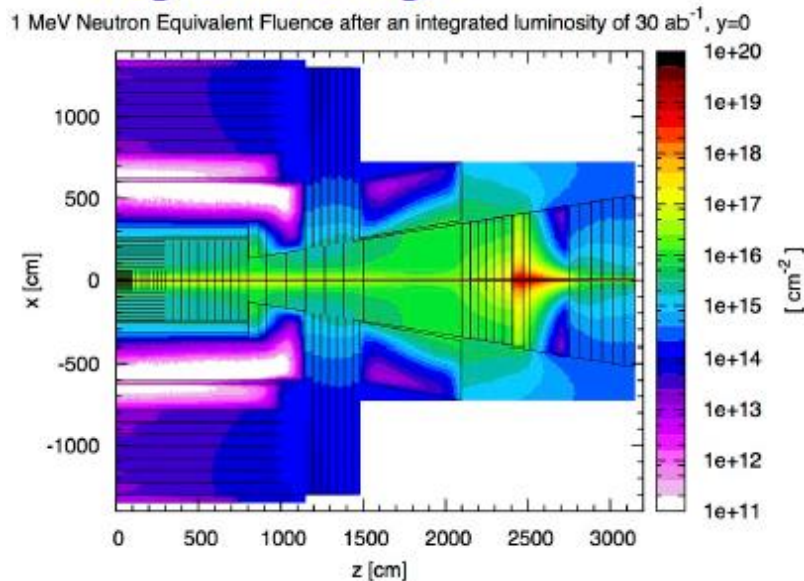 1 MeV Neutron Equivalent Fluence after an integrated luminosity of 30 ab⁻¹, y=0
1000
500
0
-500
-1000
x [cm]
0 500 1000 1500 2000 2500 3000
z [cm]
1e+20
1e+19
1e+18
1e+17
1e+16
1e+15
1e+14
1e+13
1e+12
1e+11
[ cm⁻² ]